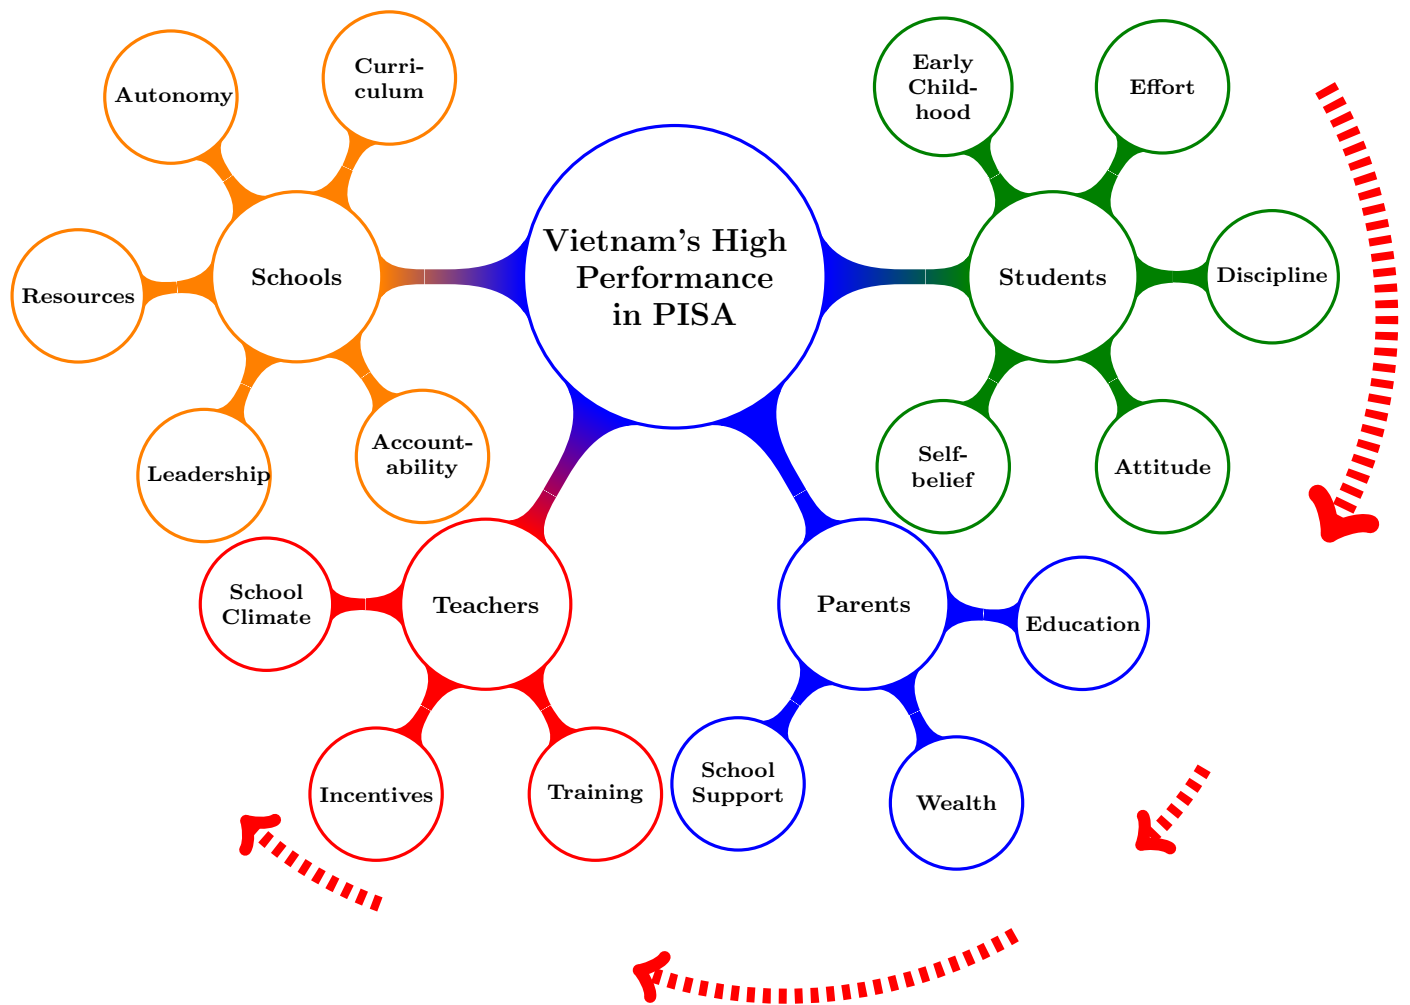 Vietnam's High
Performance
in PISA
Schools
Curri-
culum
Autonomy
Resources
Leadership
Account-
ability
Students
Early
Child-
hood
Effort
Discipline
Attitude
Self-
belief
Teachers
School
Climate
Incentives
Training
Parents
Education
Wealth
School
Support